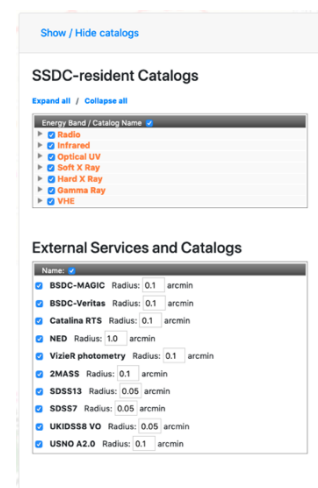 Show / Hide catalogs
SSDC-resident Catalogs
Expand all / Collapse all
Energy Band / Catalog Name
Radio
Infrared
Optical UV
Soft X Ray
Hard X Ray
Gamma Ray
VHE
External Services and Catalogs
Name:
BSDC-MAGIC Radius: 0.1 arcmin
BSDC-Veritas Radius: 0.1 arcmin
Catalina RTS Radius: 0.1 arcmin
NED Radius: 1.0 arcmin
VizieR photometry Radius: 0.1 arcmin
2MASS Radius: 0.1 arcmin
SDSS13 Radius: 0.05 arcmin
SDSS7 Radius: 0.05 arcmin
UKIDSS8 VO Radius: 0.05 arcmin
USNO A2.0 Radius: 0.1 arcmin